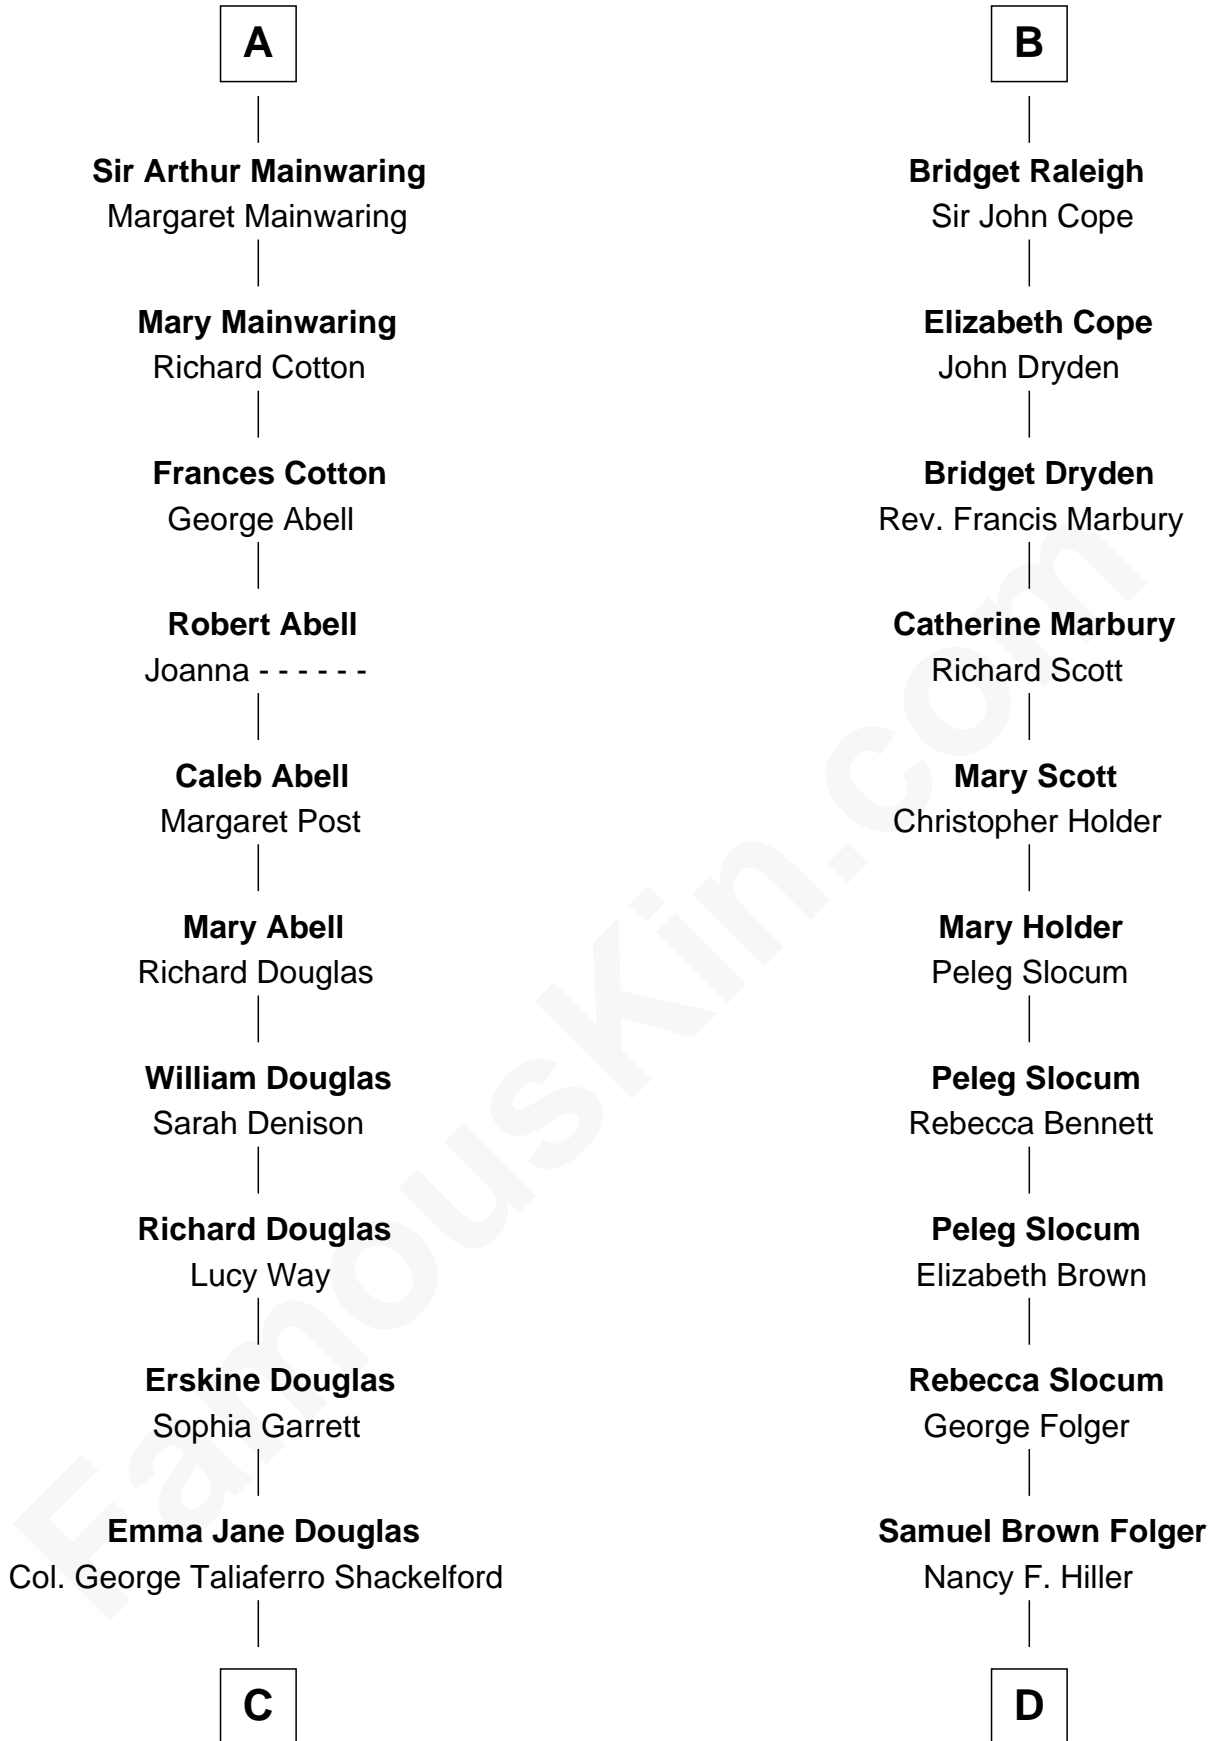 A
Sir Arthur Mainwaring
Margaret Mainwaring
Mary Mainwaring
Richard Cotton
Frances Cotton
George Abell
Robert Abell
Joanna - - - - - -
Caleb Abell
Margaret Post
Mary Abell
Richard Douglas
William Douglas
Sarah Denison
Richard Douglas
Lucy Way
Erskine Douglas
Sophia Garrett
Emma Jane Douglas
Col. George Taliaferro Shackelford
C
B
Bridget Raleigh
Sir John Cope
Elizabeth Cope
John Dryden
Bridget Dryden
Rev. Francis Marbury
Catherine Marbury
Richard Scott
Mary Scott
Christopher Holder
Mary Holder
Peleg Slocum
Peleg Slocum
Rebecca Bennett
Peleg Slocum
Elizabeth Brown
Rebecca Slocum
George Folger
Samuel Brown Folger
Nancy F. Hiller
D
FamousKin.com